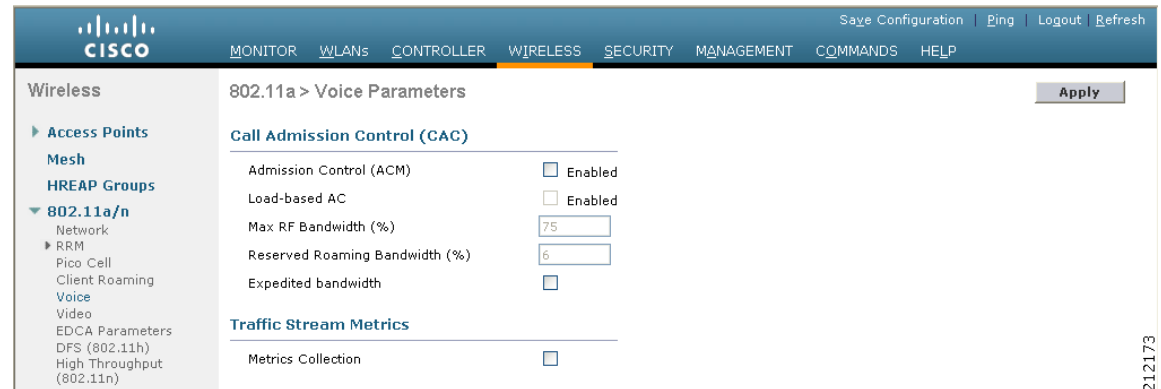 Save Configuration | Ping | Logout | Refresh
CISCO
MONITOR WLANs CONTROLLER WIRELESS SECURITY MANAGEMENT COMMANDS HELP
Wireless
Access Points
Mesh
HREAP Groups
802.11a/n
Network
RRM
Pico Cell
Client Roaming
Voice
Video
EDCA Parameters
DFS (802.11h)
High Throughput
(802.11n)
802.11a > Voice Parameters
Apply
Call Admission Control (CAC)
Admission Control (ACM) Enabled
Load-based AC Enabled
Max RF Bandwidth (%) 75
Reserved Roaming Bandwidth (%) 6
Expedited bandwidth
Traffic Stream Metrics
Metrics Collection
212173